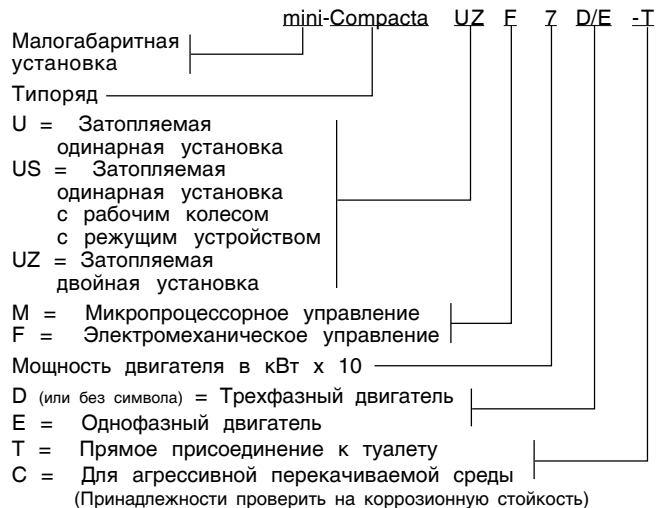 mini-Compacta UZ F 7 D/E -T
Малогабаритная
установка
Типоряд
U = Затопляемая
одинарная установка
US = Затопляемая
одинарная установка
с рабочим колесом
с режущим устройством
UZ = Затопляемая
двойная установка
M = Микропроцессорное управление
F = Электромеханическое управление
Мощность двигателя в кВт x 10
D (или без символа) = Трехфазный двигатель
E = Однофазный двигатель
T = Прямое присоединение к туалету
C = Для агрессивной перекачиваемой среды
(Принадлежности проверить на коррозионную стойкость)